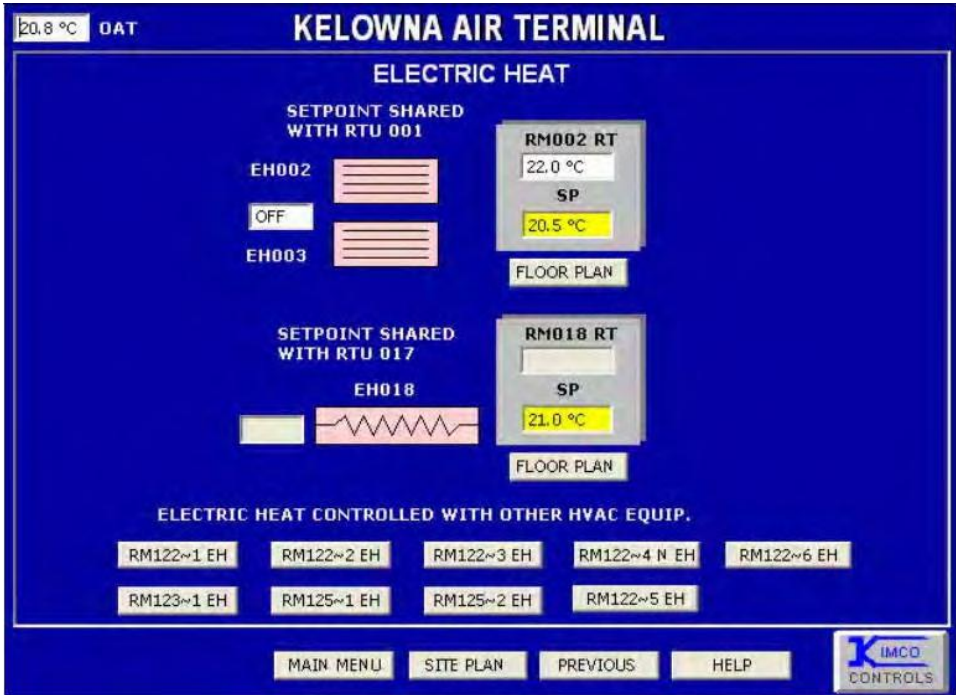 20.8 °C OAT
KELOWNA AIR TERMINAL
ELECTRIC HEAT
SETPOINT SHARED
WITH RTU 001
EH002
OFF
EH003
RM002 RT
22.0 °C
SP
20.5 °C
FLOOR PLAN
SETPOINT SHARED
WITH RTU 017
EH018
RM018 RT
SP
21.0 °C
FLOOR PLAN
ELECTRIC HEAT CONTROLLED WITH OTHER HVAC EQUIP.
RM122~1 EH RM122~2 EH RM122~3 EH RM122~4 N EH RM122~6 EH
RM123~1 EH RM125~1 EH RM125~2 EH RM122~5 EH
MAIN MENU SITE PLAN PREVIOUS HELP
KIMCO
CONTROLS